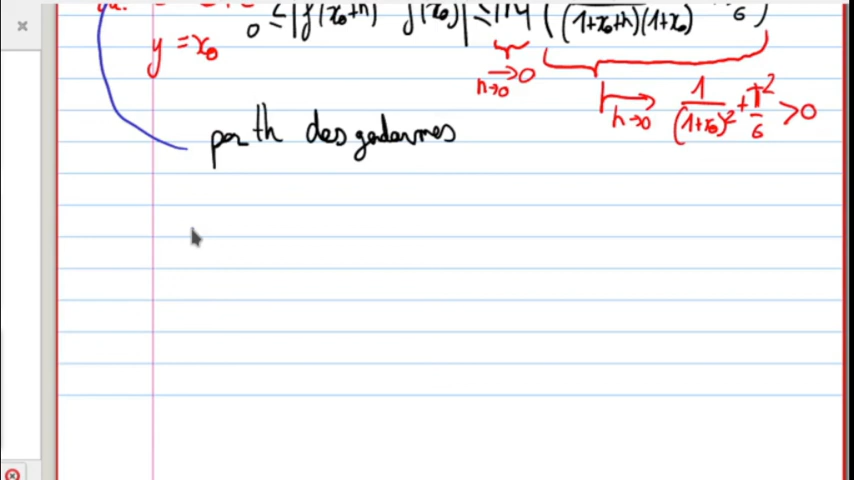 0 ≤ |f(x₀+h) f(x₀)| ≤ |h| ( (1+x₀+h)(1+x₀) 6 )
y = x₀
h→0 → 0
h→0 1/(1+x₀)² + π²/6 > 0
par th des gendarmes